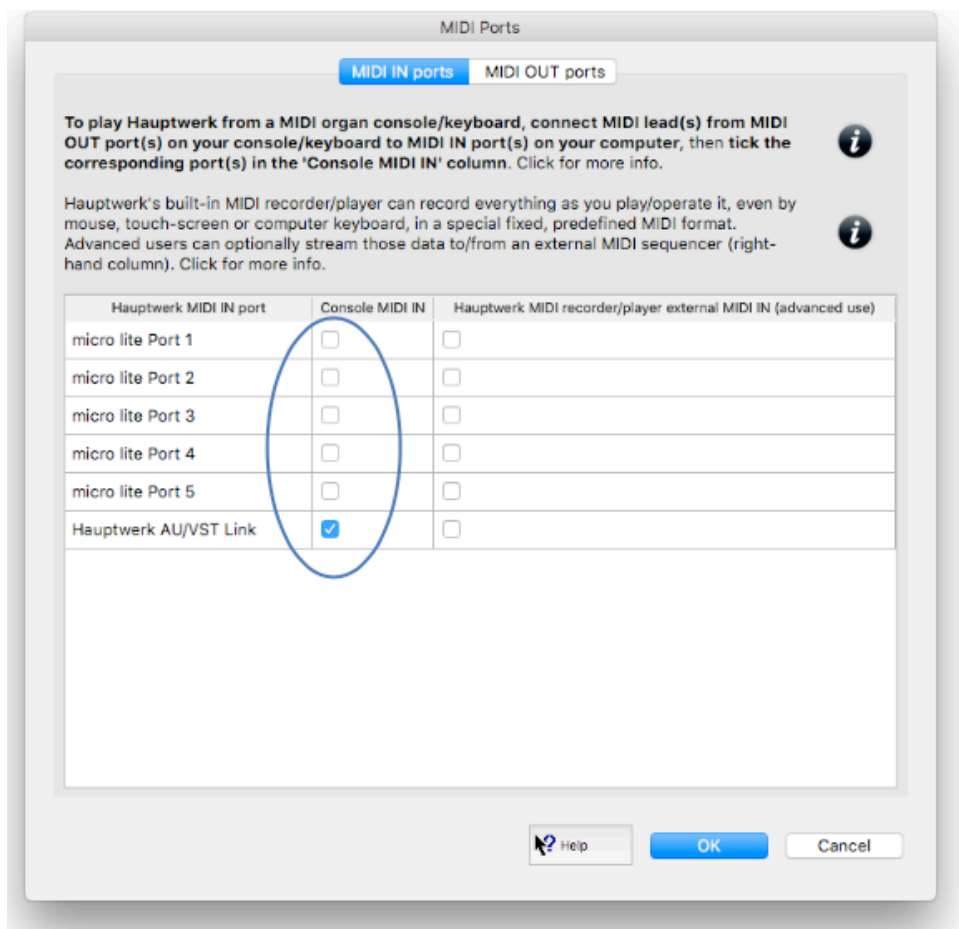 MIDI Ports
MIDI IN ports MIDI OUT ports
To play Hauptwerk from a MIDI organ console/keyboard, connect MIDI lead(s) from MIDI
OUT port(s) on your console/keyboard to MIDI IN port(s) on your computer, then tick the
corresponding port(s) in the 'Console MIDI IN' column. Click for more info.
Hauptwerk's built-in MIDI recorder/player can record everything as you play/operate it, even by
mouse, touch-screen or computer keyboard, in a special fixed, predefined MIDI format.
Advanced users can optionally stream those data to/from an external MIDI sequencer (right-
hand column). Click for more info.
Hauptwerk MIDI IN port Console MIDI IN Hauptwerk MIDI recorder/player external MIDI IN (advanced use)
micro lite Port 1
micro lite Port 2
micro lite Port 3
micro lite Port 4
micro lite Port 5
Hauptwerk AU/VST Link
Help OK Cancel